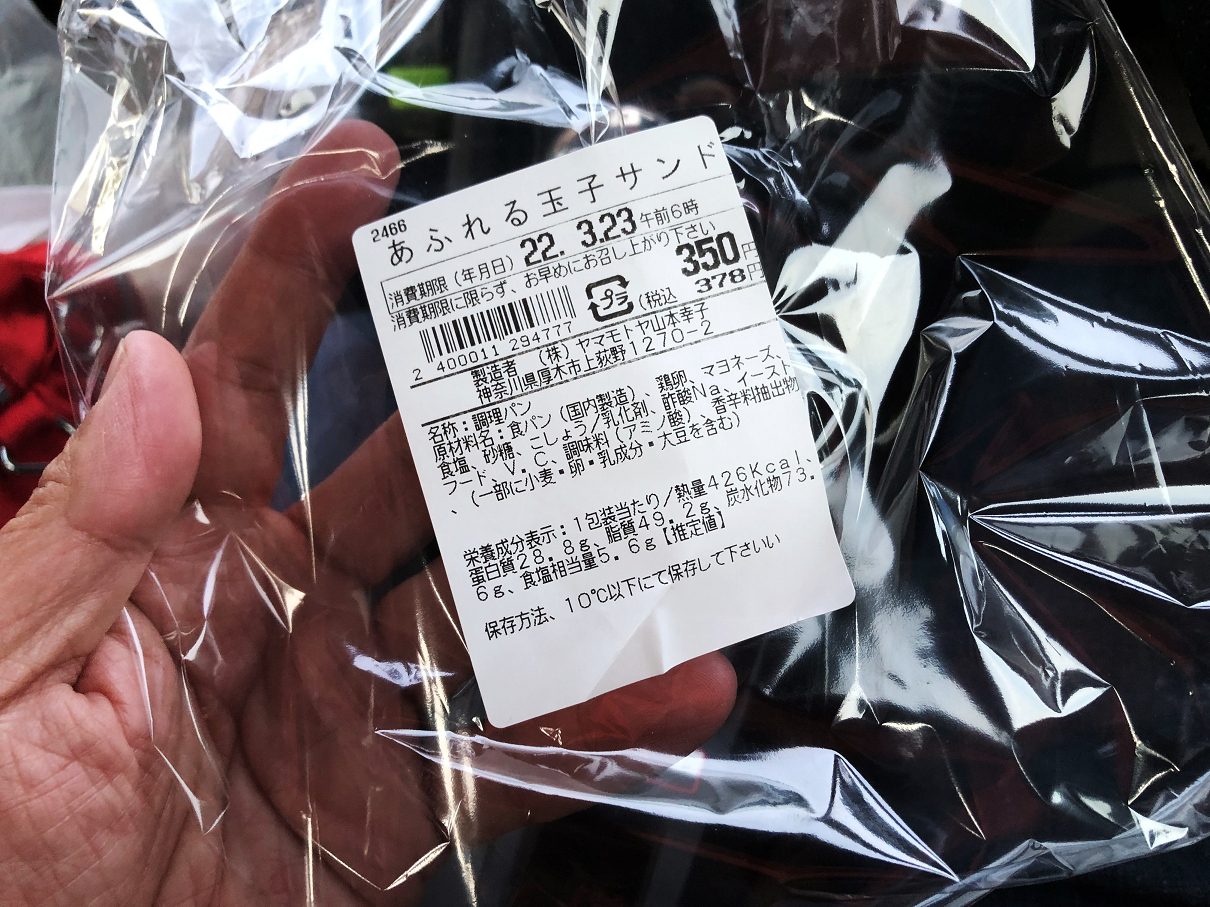 2466
あふれる玉子サンド
消費期限(年月日) 22. 3.23 午前6時
消費期限に限らず、お早めにお召し上がり下さい
350円
(税込 378円
2 400011 294777
製造者 (株)ヤマモトヤ山本幸子
神奈川県厚木市上荻野1270-2
名称:調理パン
原材料名:食パン(国内製造)、鶏卵、マヨネーズ、
食塩、砂糖、こしょう/乳化剤、酢酸Na、イースト
フード、V.C、調味料(アミノ酸)、香辛料抽出物
、(一部に小麦・卵・乳成分・大豆を含む)
栄養成分表示:1包装当たり/熱量426Kcal、
蛋白質28.8g、脂質49.2g、炭水化物73.
6g、食塩相当量5.6g【推定値】
保存方法、10℃以下にて保存して下さいい